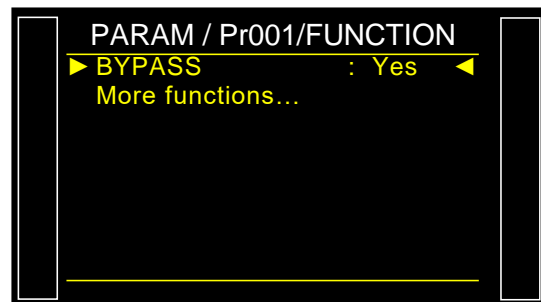 PARAM / Pr001/FUNCTION
► BYPASS : Yes ◄
More functions...